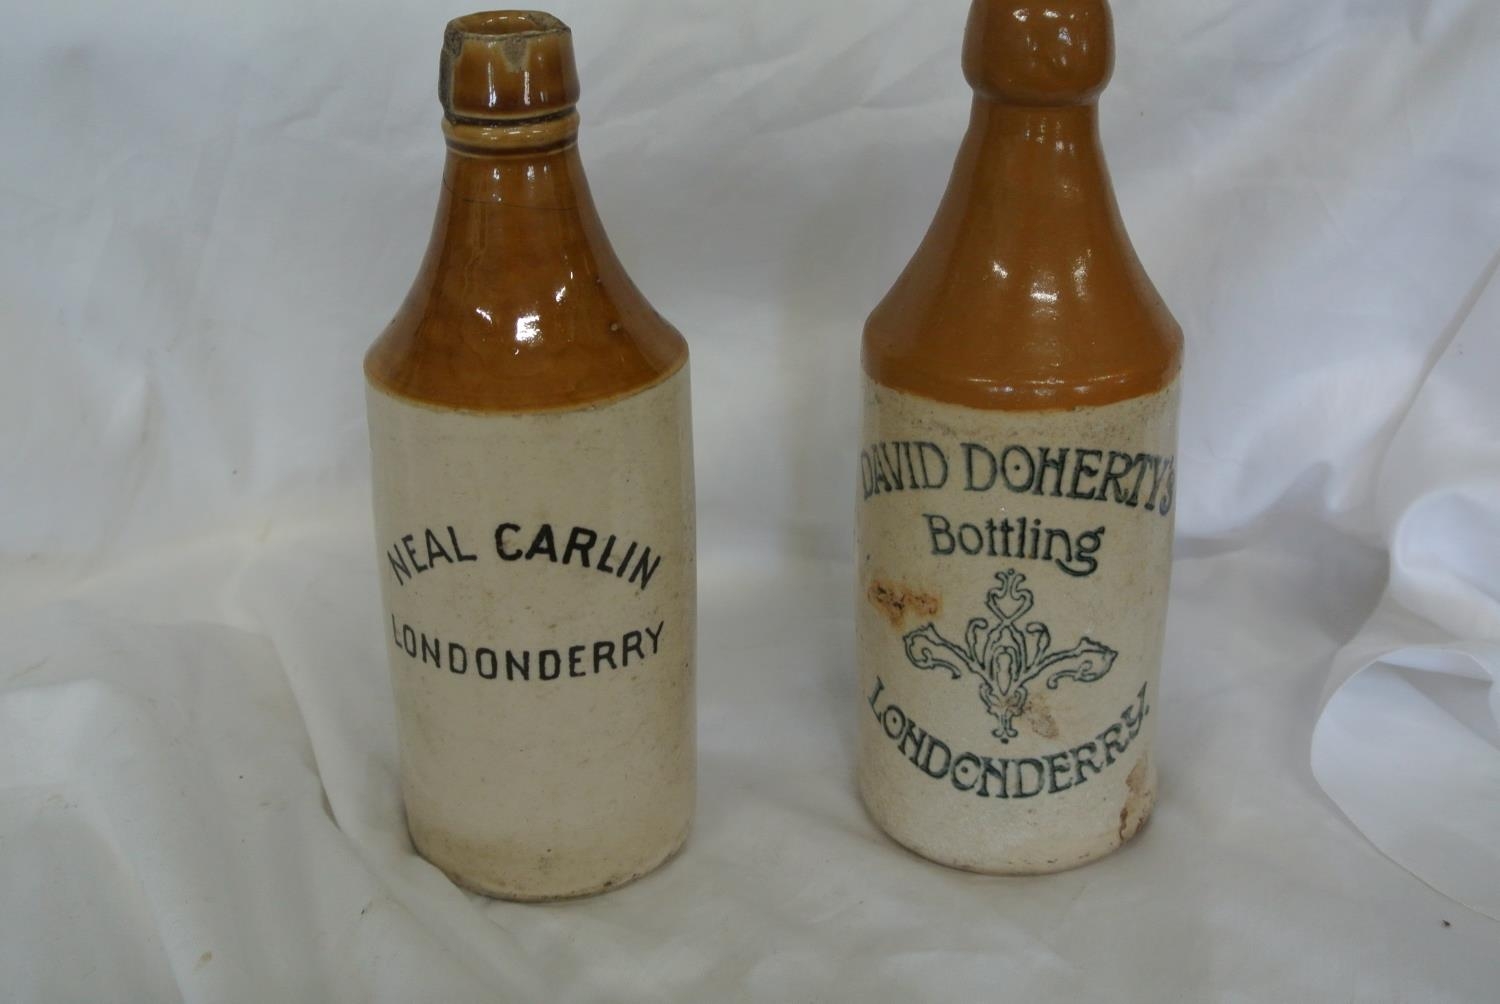 NEAL CARLIN
LONDONDERRY
DAVID DOHERTY'S
Bottling
LONDONDERRY.